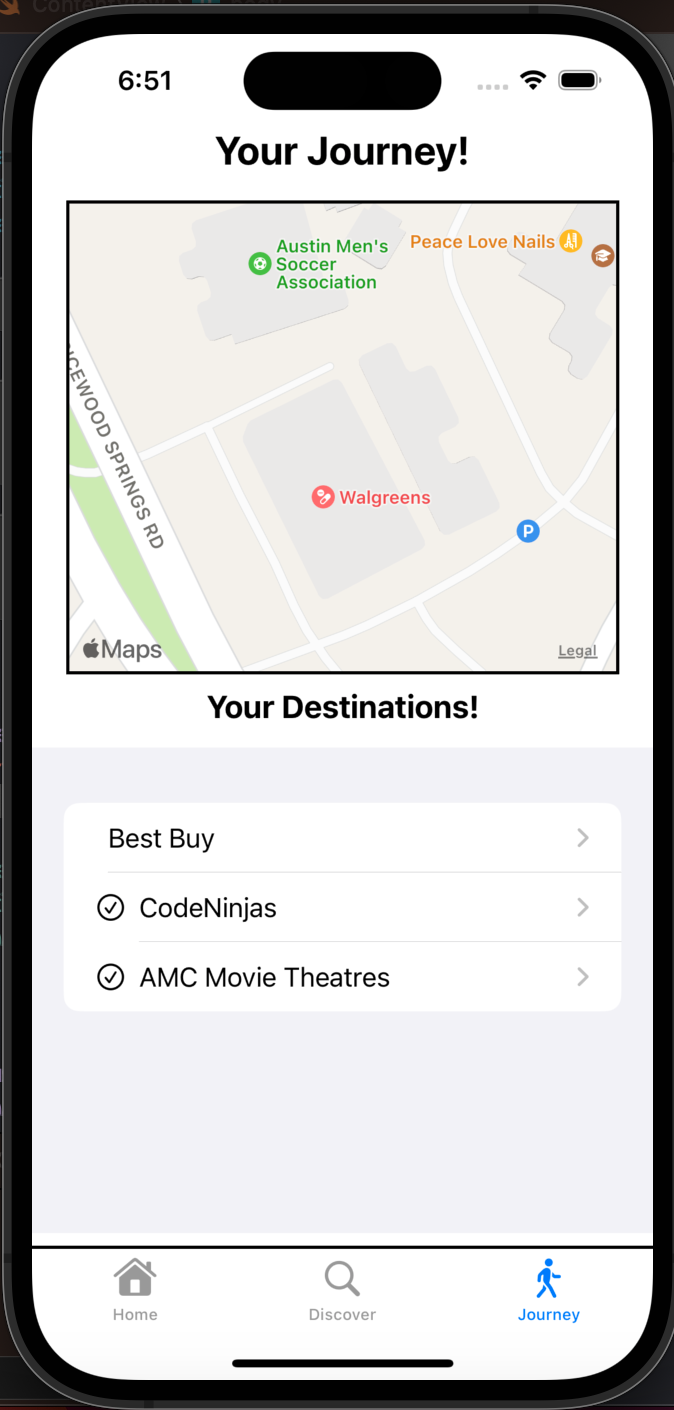 6:51
Your Journey!
Austin Men's
Soccer
Association
Peace Love Nails
ICEWOOD SPRINGS RD
Walgreens
P
Maps
Legal
Your Destinations!
Best Buy
CodeNinjas
AMC Movie Theatres
Home
Discover
Journey